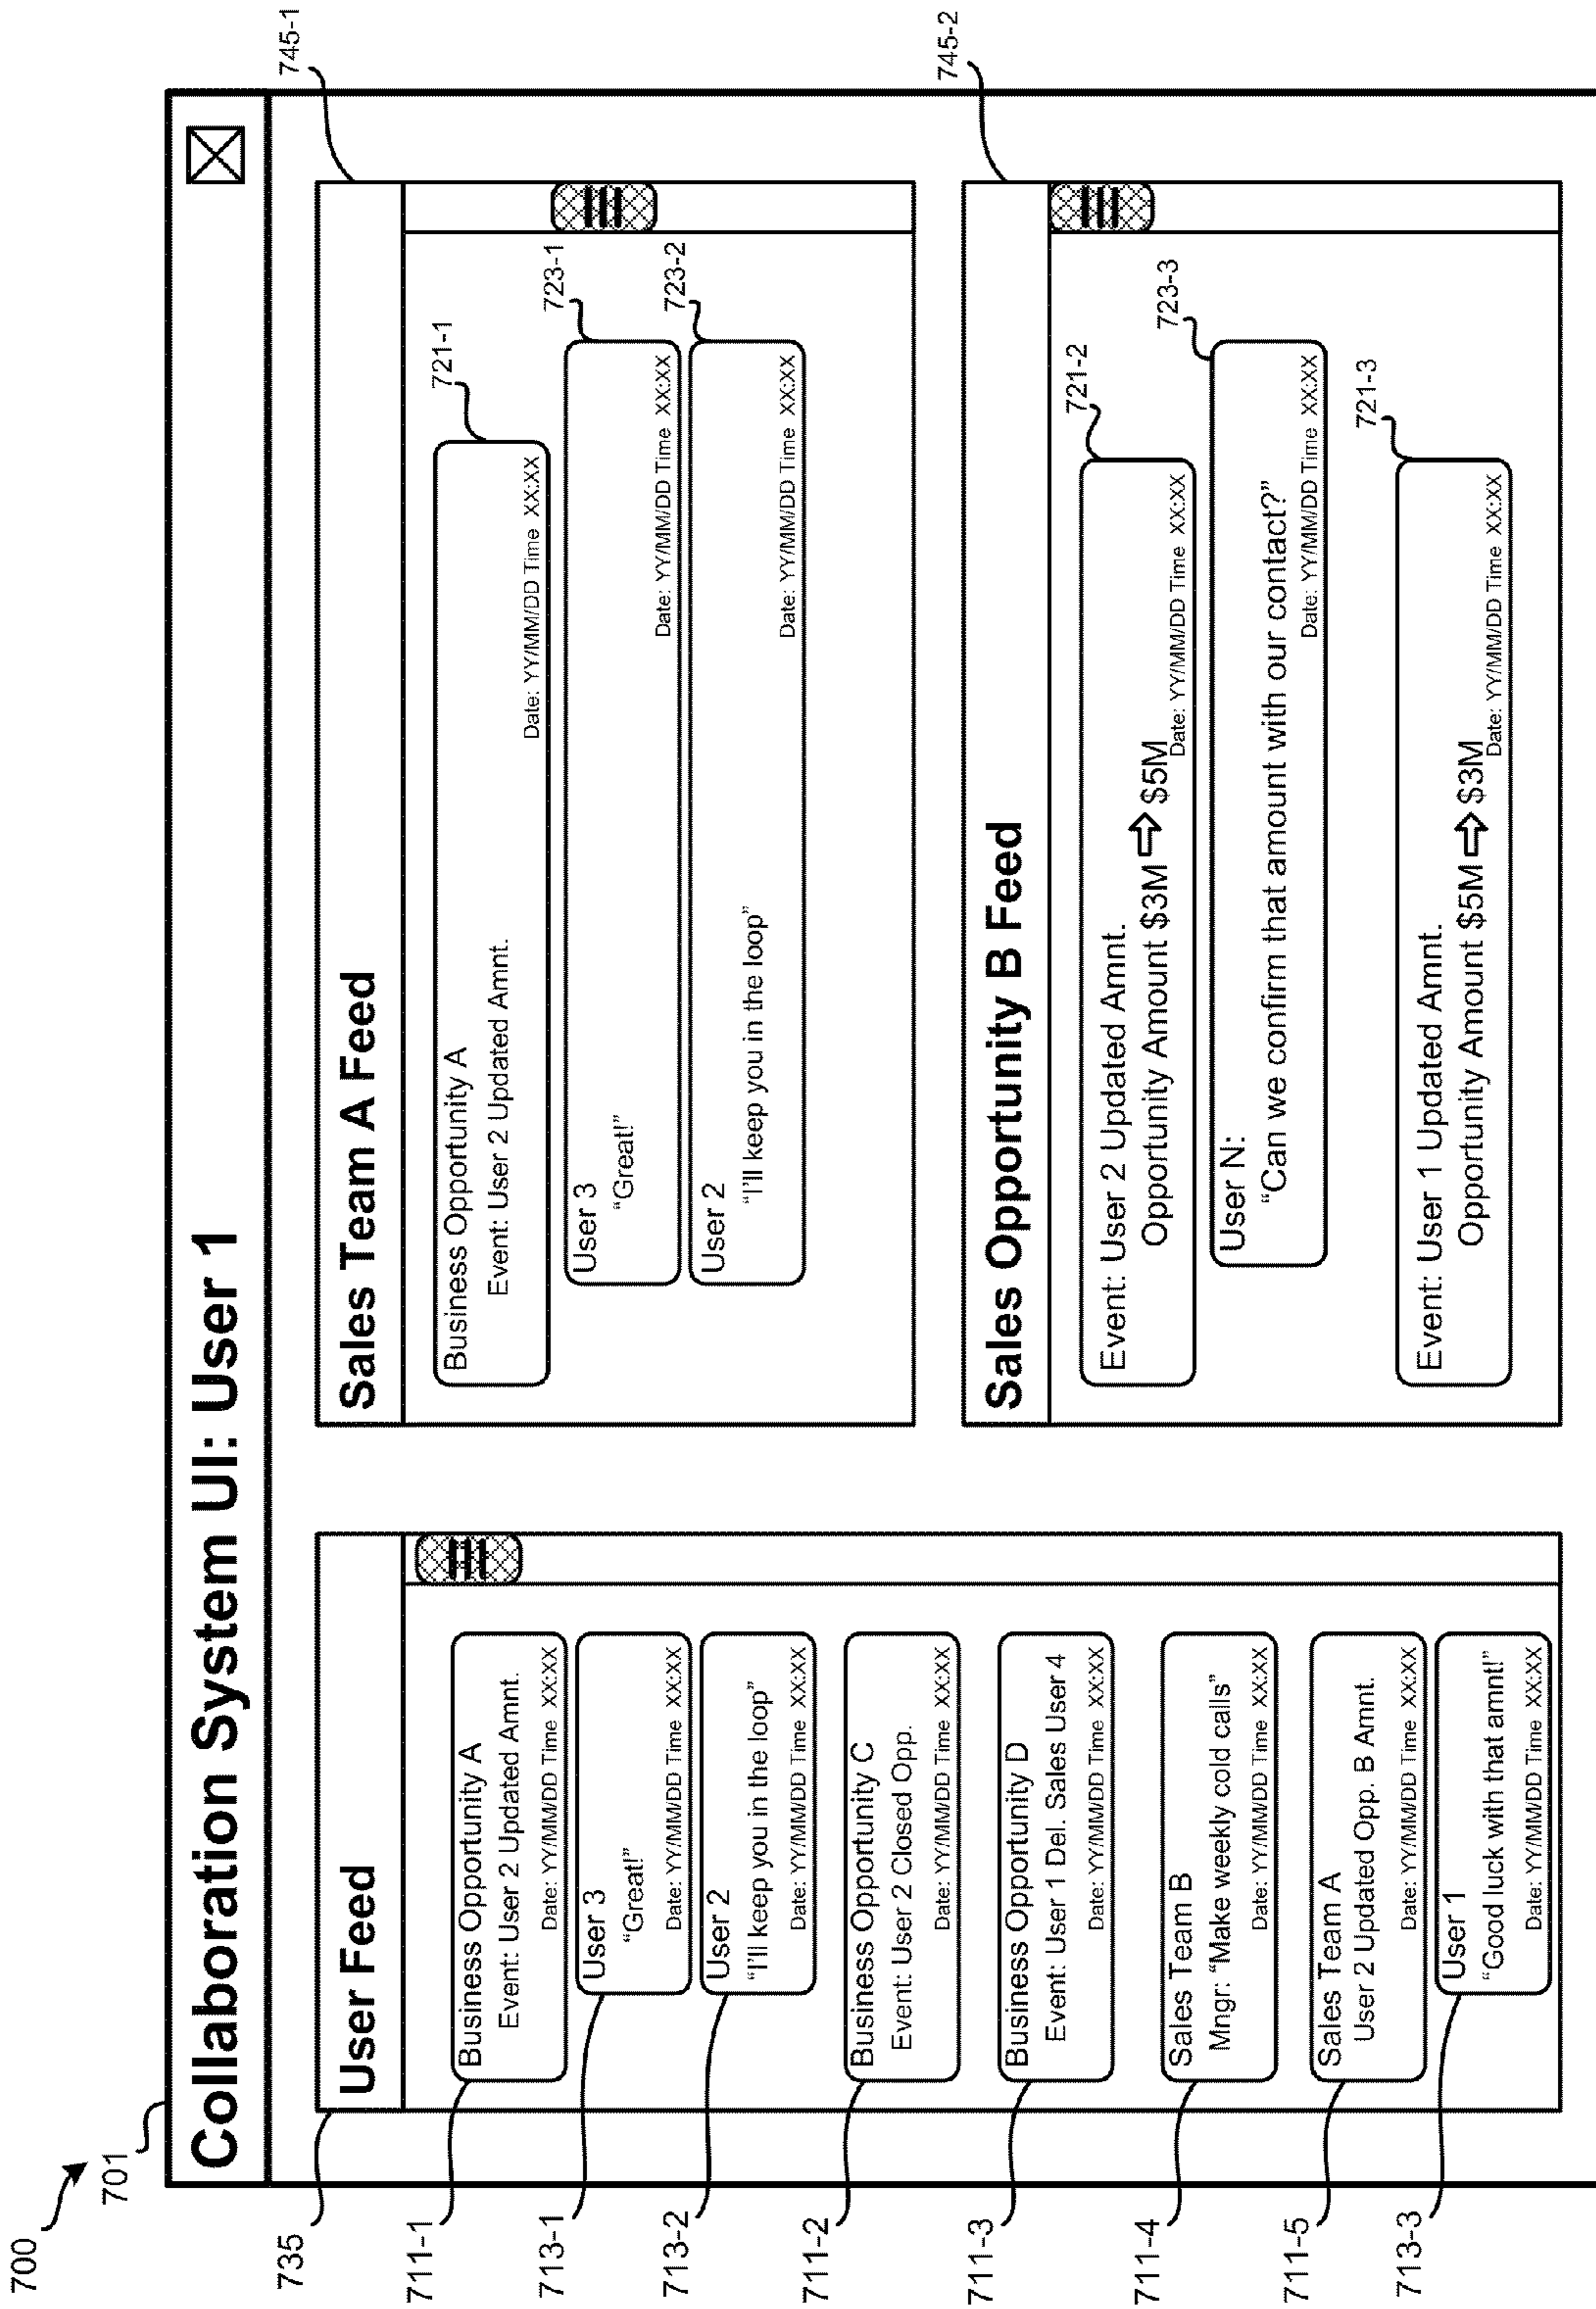 700
701
Collaboration System UI: User 1
735
User Feed
711-1
Business Opportunity A
Event: User 2 Updated Amnt.
Date: YY/MM/DD Time XX:XX
713-1
User 3
“Great!”
Date: YY/MM/DD Time XX:XX
713-2
User 2
“I’ll keep you in the loop”
Date: YY/MM/DD Time XX:XX
711-2
Business Opportunity C
Event: User 2 Closed Opp.
Date: YY/MM/DD Time XX:XX
711-3
Business Opportunity D
Event: User 1 Del. Sales User 4
Date: YY/MM/DD Time XX:XX
711-4
Sales Team B
Mngr: “Make weekly cold calls”
Date: YY/MM/DD Time XX:XX
711-5
Sales Team A
User 2 Updated Opp. B Amnt.
Date: YY/MM/DD Time XX:XX
713-3
User 1
“Good luck with that amnt!”
Date: YY/MM/DD Time XX:XX
745-1
Sales Team A Feed
721-1
Business Opportunity A
Event: User 2 Updated Amnt.
Date: YY/MM/DD Time XX:XX
723-1
User 3
“Great!”
Date: YY/MM/DD Time XX:XX
723-2
User 2
“I’ll keep you in the loop”
Date: YY/MM/DD Time XX:XX
745-2
Sales Opportunity B Feed
721-2
Event: User 2 Updated Amnt.
Opportunity Amount $3M ⇨ $5M
Date: YY/MM/DD Time XX:XX
723-3
User N:
“Can we confirm that amount with our contact?”
Date: YY/MM/DD Time XX:XX
721-3
Event: User 1 Updated Amnt.
Opportunity Amount $5M ⇨ $3M
Date: YY/MM/DD Time XX:XX